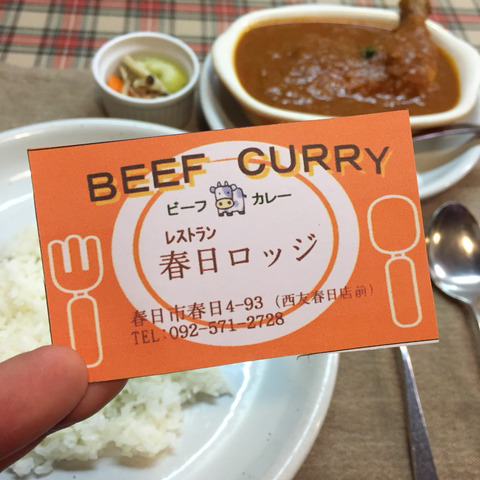 BEEF CURRY
ビーフ カレー
レストラン
春日ロッジ
春日市春日4-93 (西友春日店前)
TEL:092-571-2728